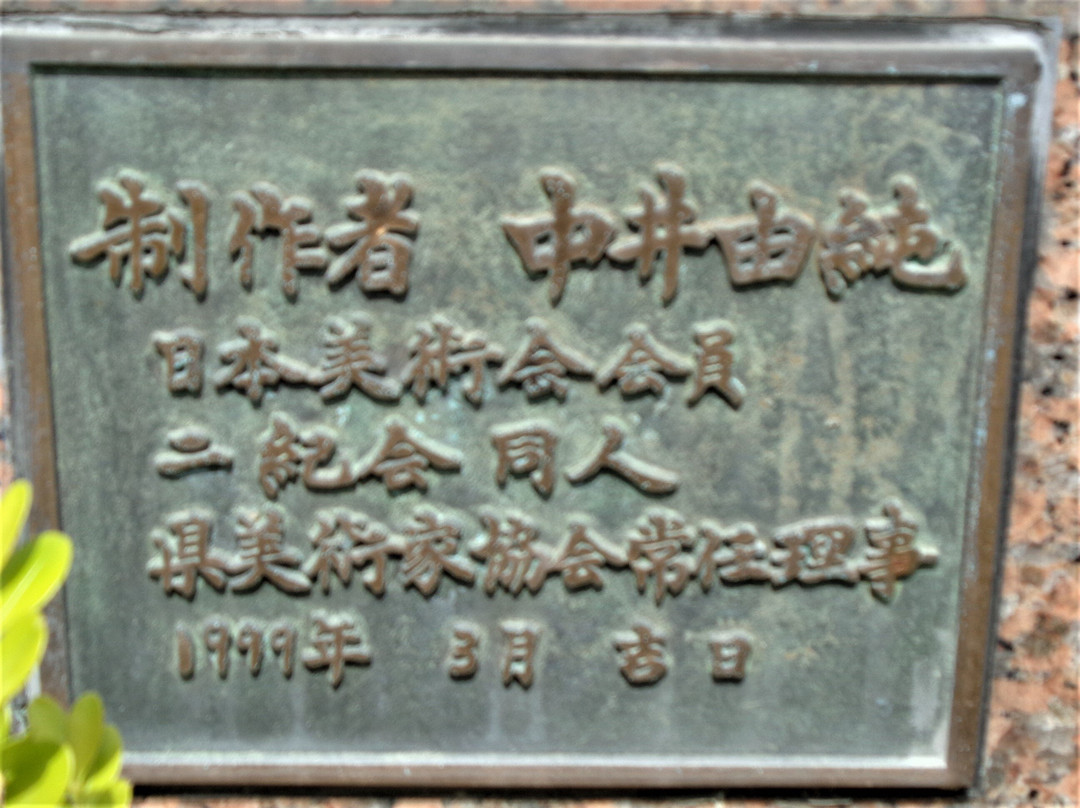 制作者　中井由純
日本美術会会員
二紀会 同人
県美術家協会常任理事
1999年　3月　吉日